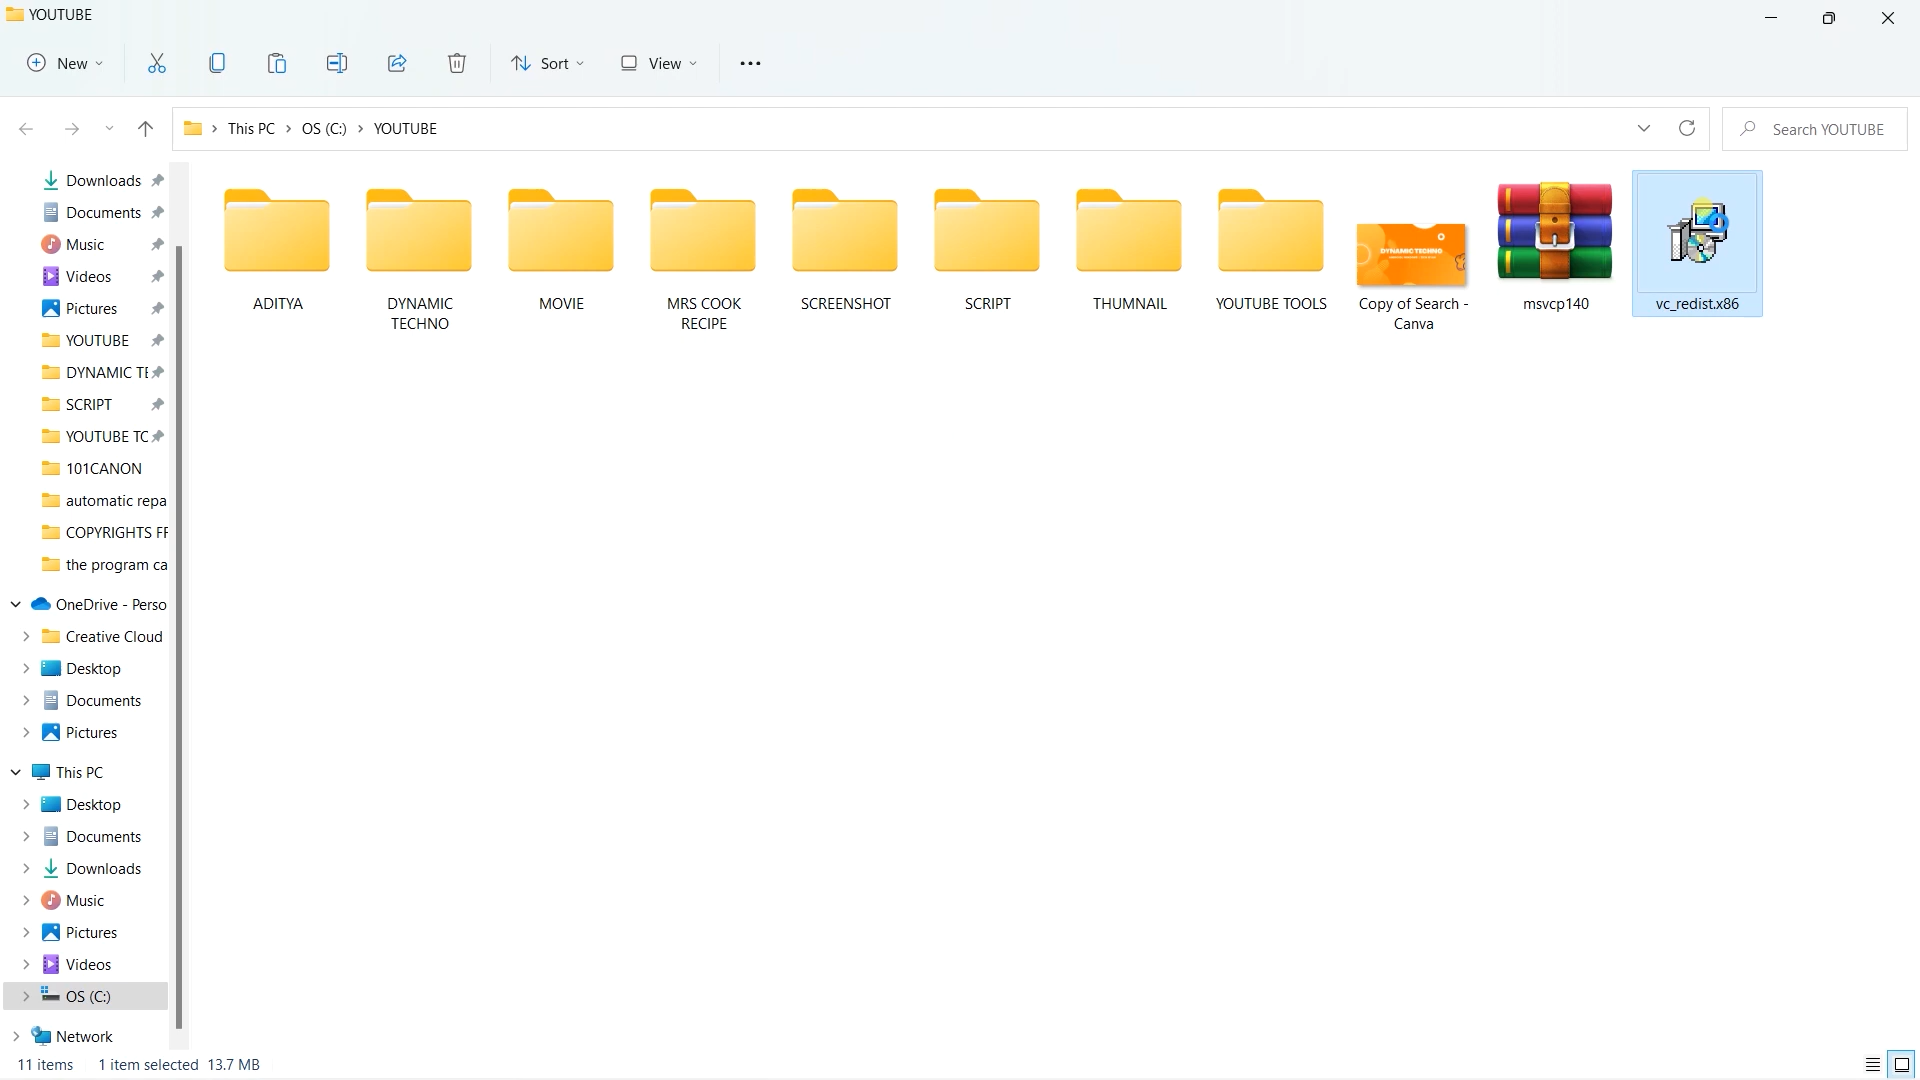 YOUTUBE
New
Sort
View
This PC
OS (C:)
YOUTUBE
Search YOUTUBE
Downloads
Documents
Music
Videos
Pictures
YOUTUBE
DYNAMIC TE
SCRIPT
YOUTUBE TO
101CANON
automatic repa
COPYRIGHTS FF
the program ca
OneDrive - Perso
Creative Cloud
Desktop
Documents
Pictures
This PC
Desktop
Documents
Downloads
Music
Pictures
Videos
OS (C:)
Network
ADITYA
DYNAMIC
TECHNO
MOVIE
MRS COOK
RECIPE
SCREENSHOT
SCRIPT
THUMNAIL
YOUTUBE TOOLS
DYNAMIC TECHNO
Copy of Search -
Canva
msvcp140
vc_redist.x86
11 items
1 item selected 13.7 MB